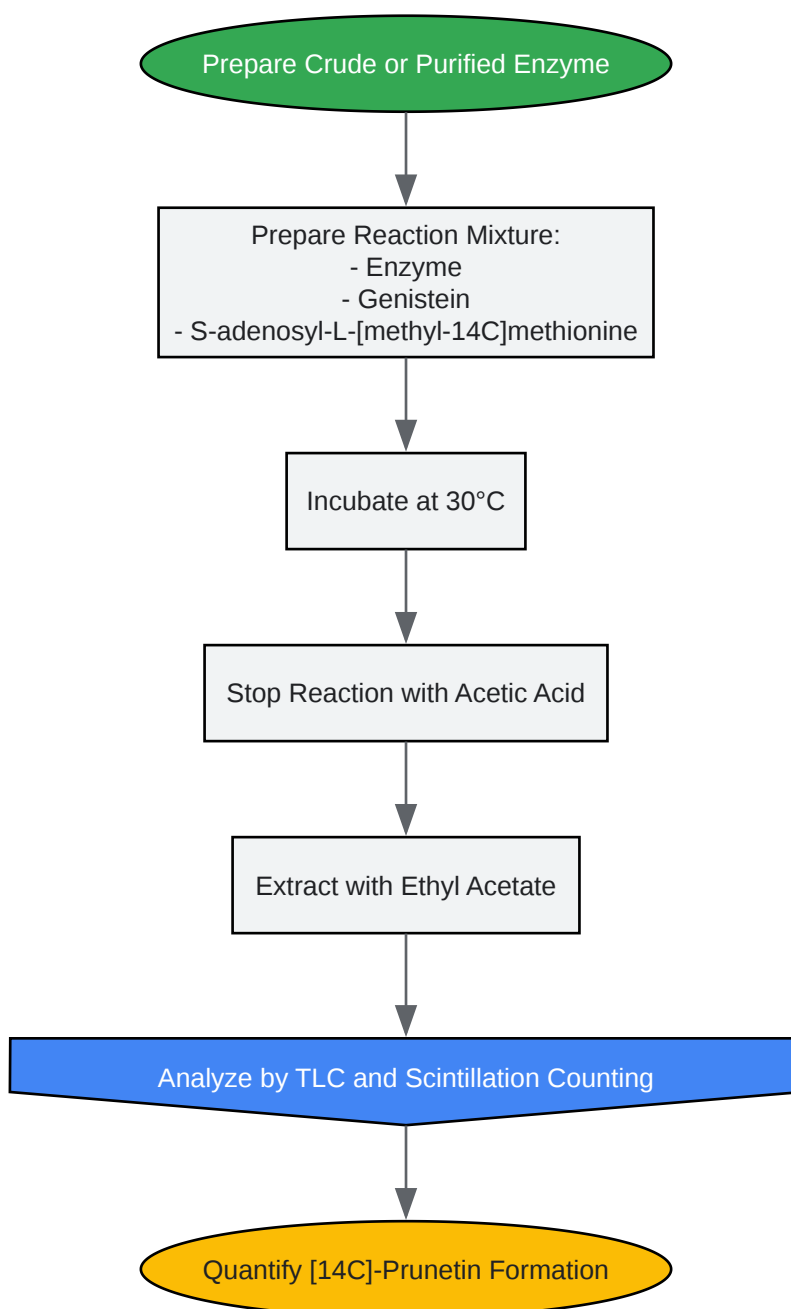 Prepare Crude or Purified Enzyme
Prepare Reaction Mixture:
- Enzyme
- Genistein
- S-adenosyl-L-[methyl-14C]methionine
Incubate at 30°C
Stop Reaction with Acetic Acid
Extract with Ethyl Acetate
Analyze by TLC and Scintillation Counting
Quantify [14C]-Prunetin Formation